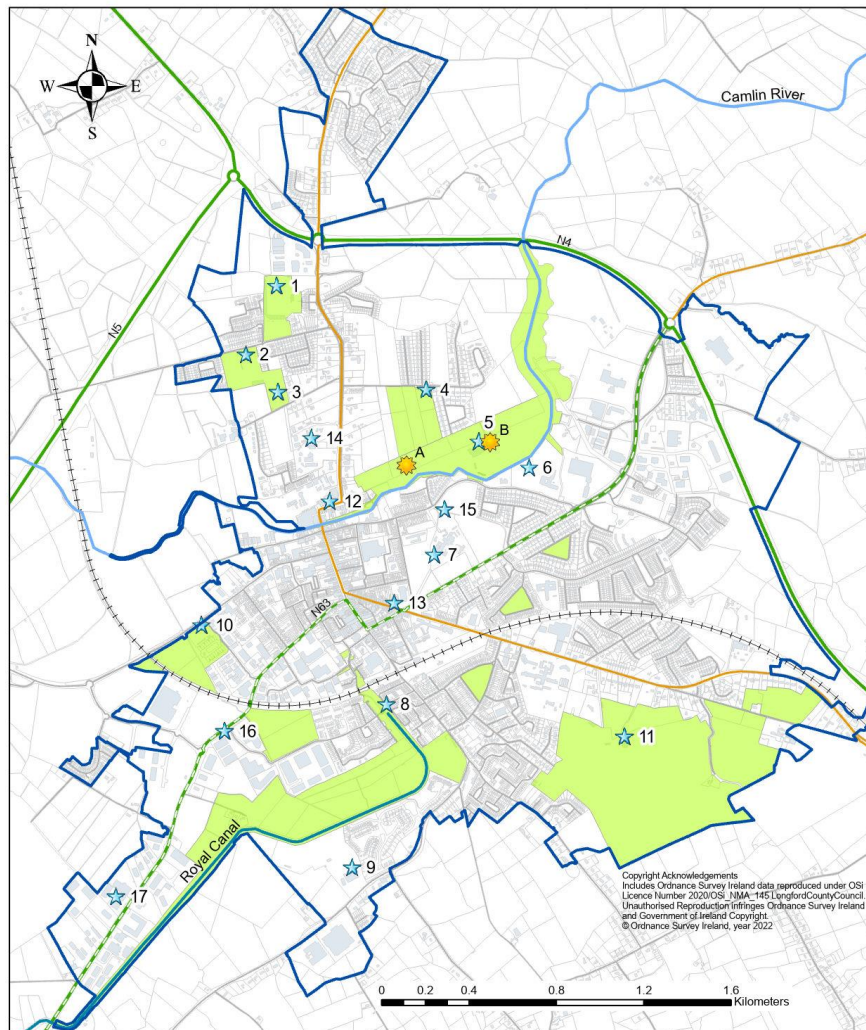 N
W E
S
Camlin River
N4
N5
1
2
3
4
5
B
A
6
14
12
15
7
13
N63
10
8
16
11
Royal Canal
9
17
Copyright Acknowledgements
Includes Ordnance Survey Ireland data reproduced under OSi
Licence Number 2020/OSi_NMA_145 LongfordCountyCouncil.
Unauthorised Reproduction infringes Ordnance Survey Ireland
and Government of Ireland Copyright.
© Ordnance Survey Ireland, year 2022
0 0.2 0.4 0.8 1.2 1.6
Kilometers